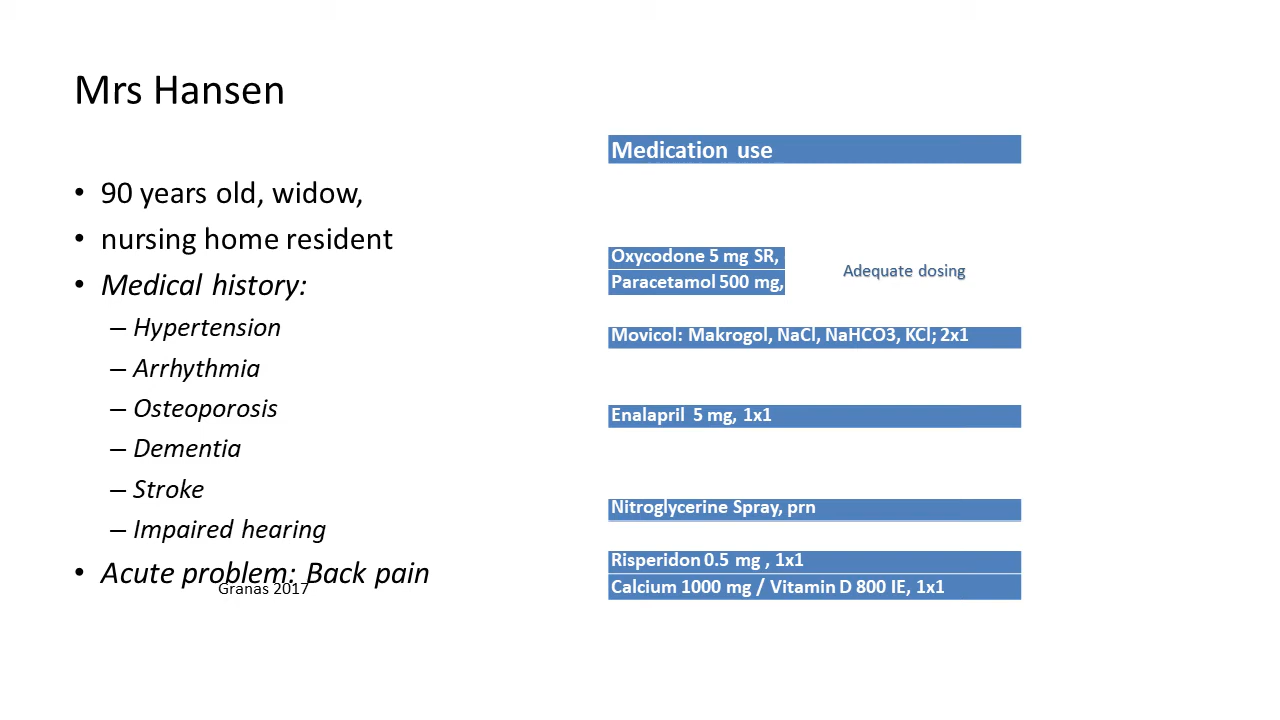 Mrs Hansen
• 90 years old, widow,
• nursing home resident
• Medical history:
– Hypertension
– Arrhythmia
– Osteoporosis
– Dementia
– Stroke
– Impaired hearing
• Acute problem: Back pain
Granas 2017
Medication use
Oxycodone 5 mg SR,
Paracetamol 500 mg,
Adequate dosing
Movicol: Makrogol, NaCl, NaHCO3, KCl; 2x1
Enalapril 5 mg, 1x1
Nitroglycerine Spray, prn
Risperidon 0.5 mg , 1x1
Calcium 1000 mg / Vitamin D 800 IE, 1x1